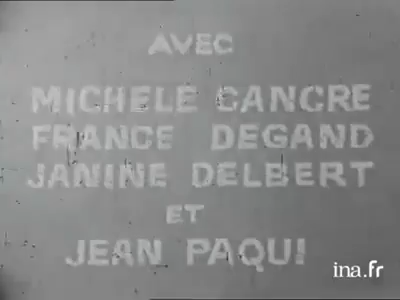 AVEC
MICHELE CANCRE
FRANCE DEGAND
JANINE DELBERT
ET
JEAN PAQUI
ina.fr